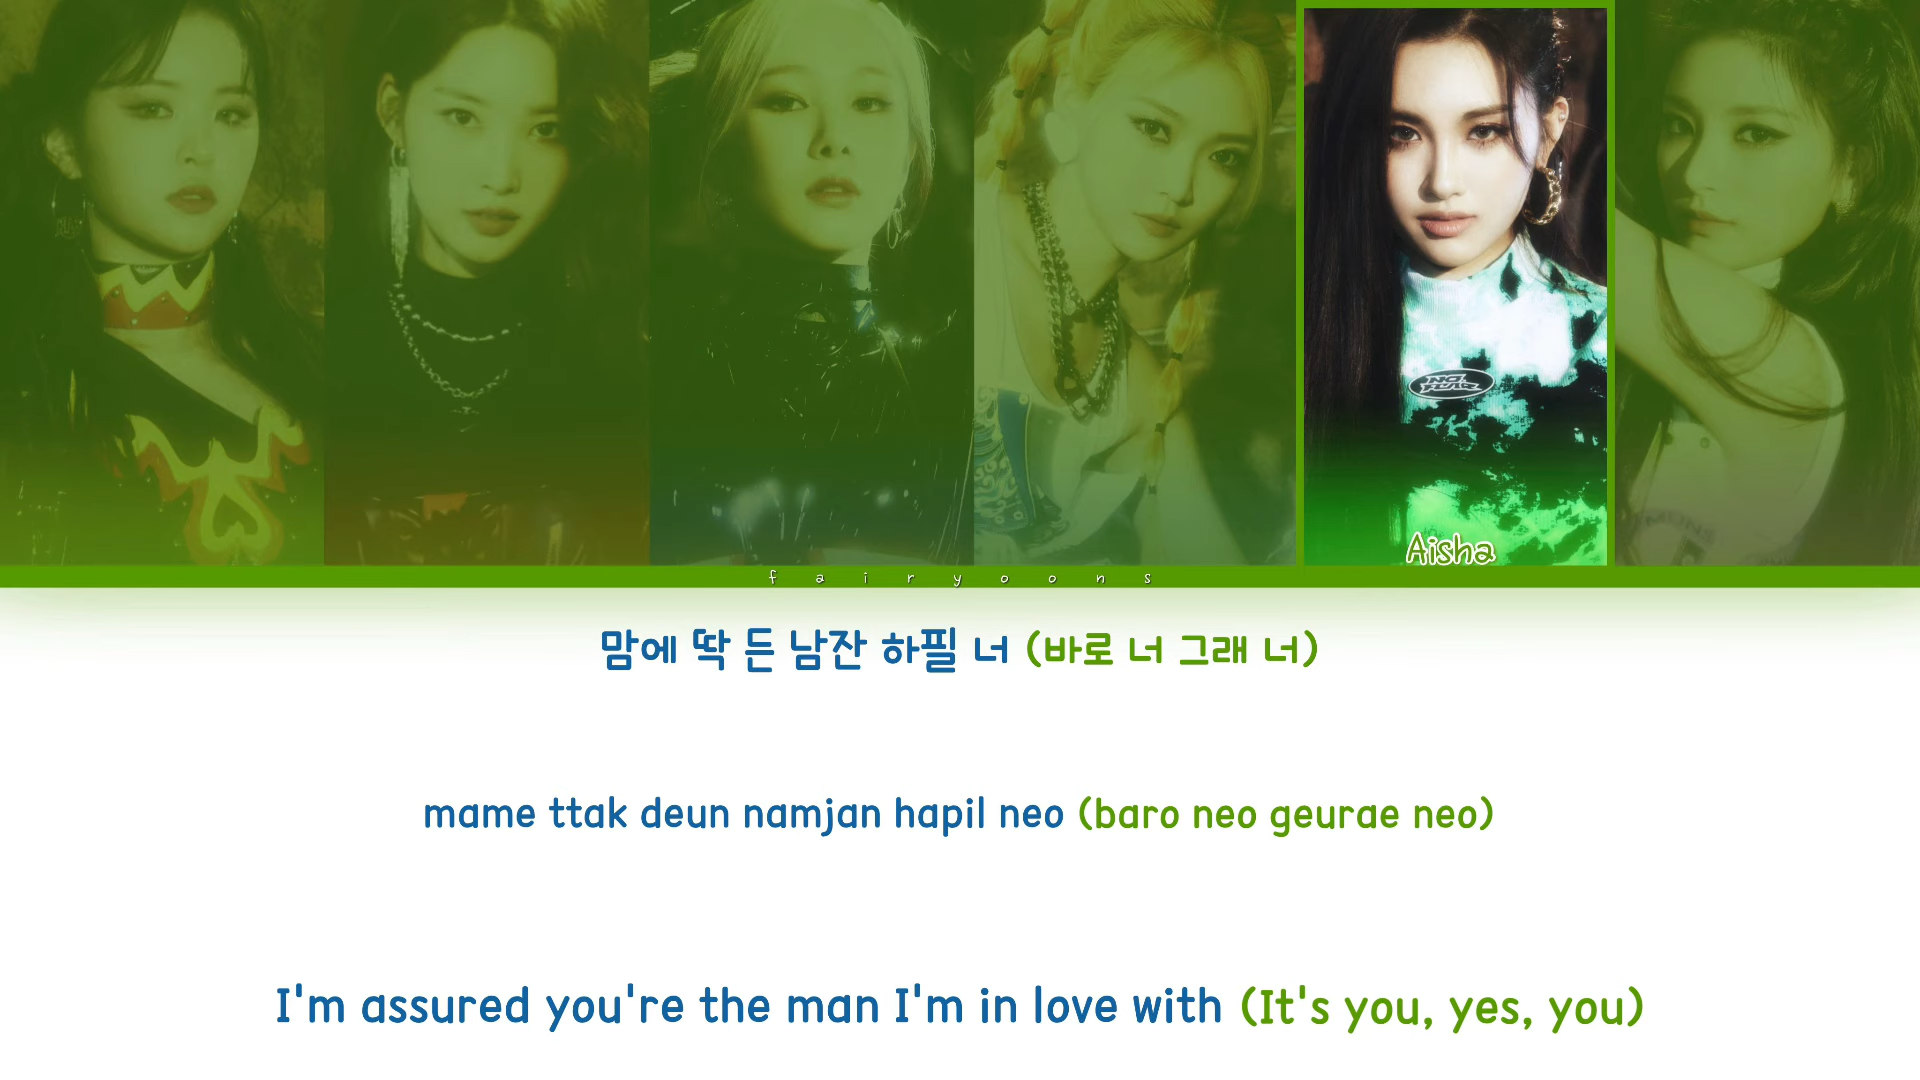 Aisha
f a i r y o o n s
맘에 딱 든 남잔 하필 너 (바로 너 그래 너)
mame ttak deun namjan hapil neo (baro neo geurae neo)
I'm assured you're the man I'm in love with (It's you, yes, you)